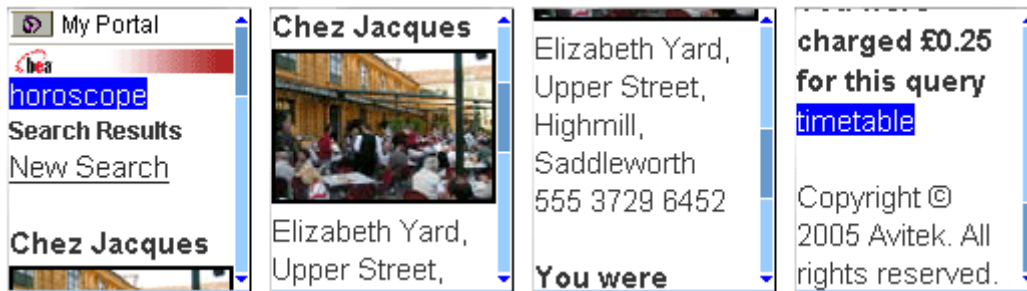 My Portal
bea
horoscope
Search Results
New Search
Chez Jacques
Chez Jacques
Elizabeth Yard,
Upper Street,
Elizabeth Yard,
Upper Street,
Highmill,
Saddleworth
555 3729 6452
You were
You were
charged £0.25
for this query
timetable
Copyright ©
2005 Avitek. All
rights reserved.